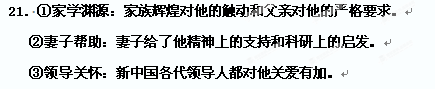 21. ①家学渊源：家族辉煌对他的触动和父亲对他的严格要求。
②妻子帮助：妻子给了他精神上的支持和科研上的启发。
③领导关怀：新中国各代领导人都对他关爱有加。